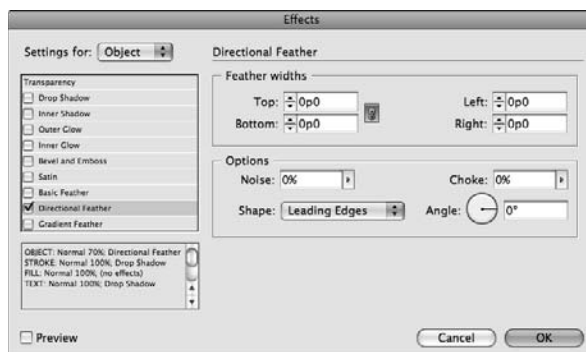 Effects
Settings for: Object
Transparency
Drop Shadow
Inner Shadow
Outer Glow
Inner Glow
Bevel and Emboss
Satin
Basic Feather
Directional Feather
Gradient Feather
OBJECT: Normal 70%; Directional Feather
STROKE: Normal 100%; Drop Shadow
FILL: Normal 100%; (no effects)
TEXT: Normal 100%; Drop Shadow
Preview
Directional Feather
Feather widths
Top: 0p0 Left: 0p0
Bottom: 0p0 Right: 0p0
Options
Noise: 0% Choke: 0%
Shape: Leading Edges Angle: 0°
Cancel OK